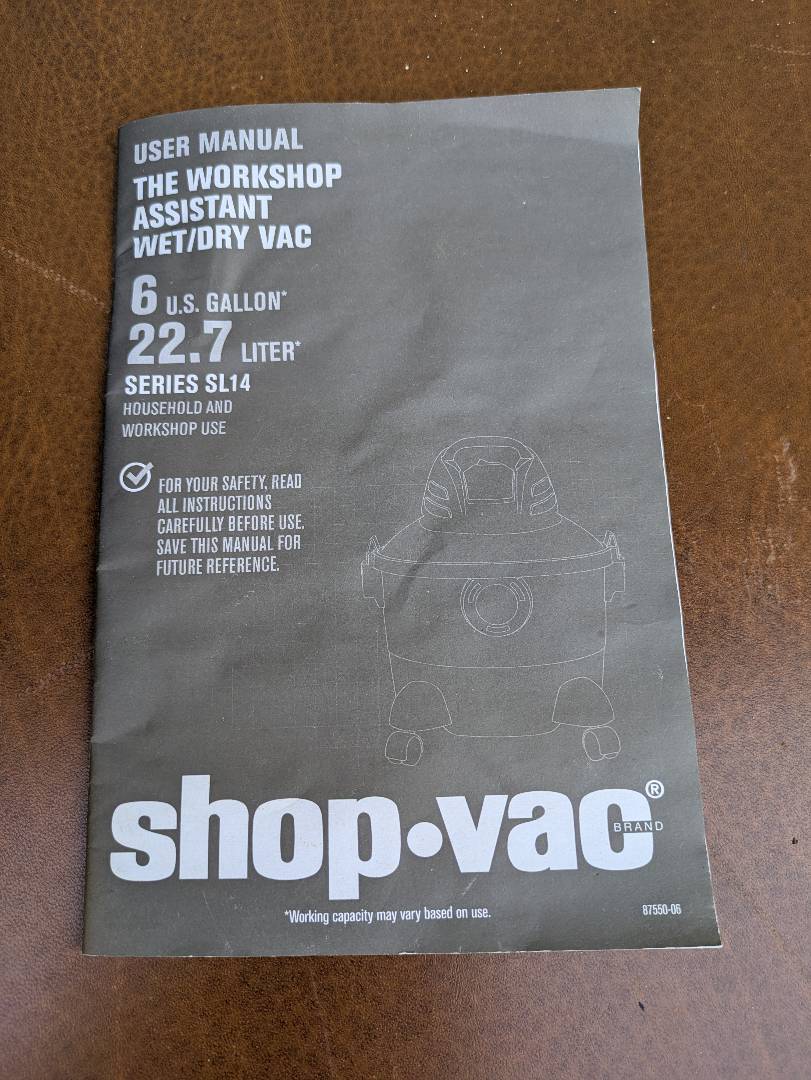 USER MANUAL
THE WORKSHOP
ASSISTANT
WET/DRY VAC
6 U.S. GALLON*
22.7 LITER*
SERIES SL14
HOUSEHOLD AND
WORKSHOP USE
FOR YOUR SAFETY, READ
ALL INSTRUCTIONS
CAREFULLY BEFORE USE.
SAVE THIS MANUAL FOR
FUTURE REFERENCE.
shop•vac®
BRAND
*Working capacity may vary based on use.
87550-06